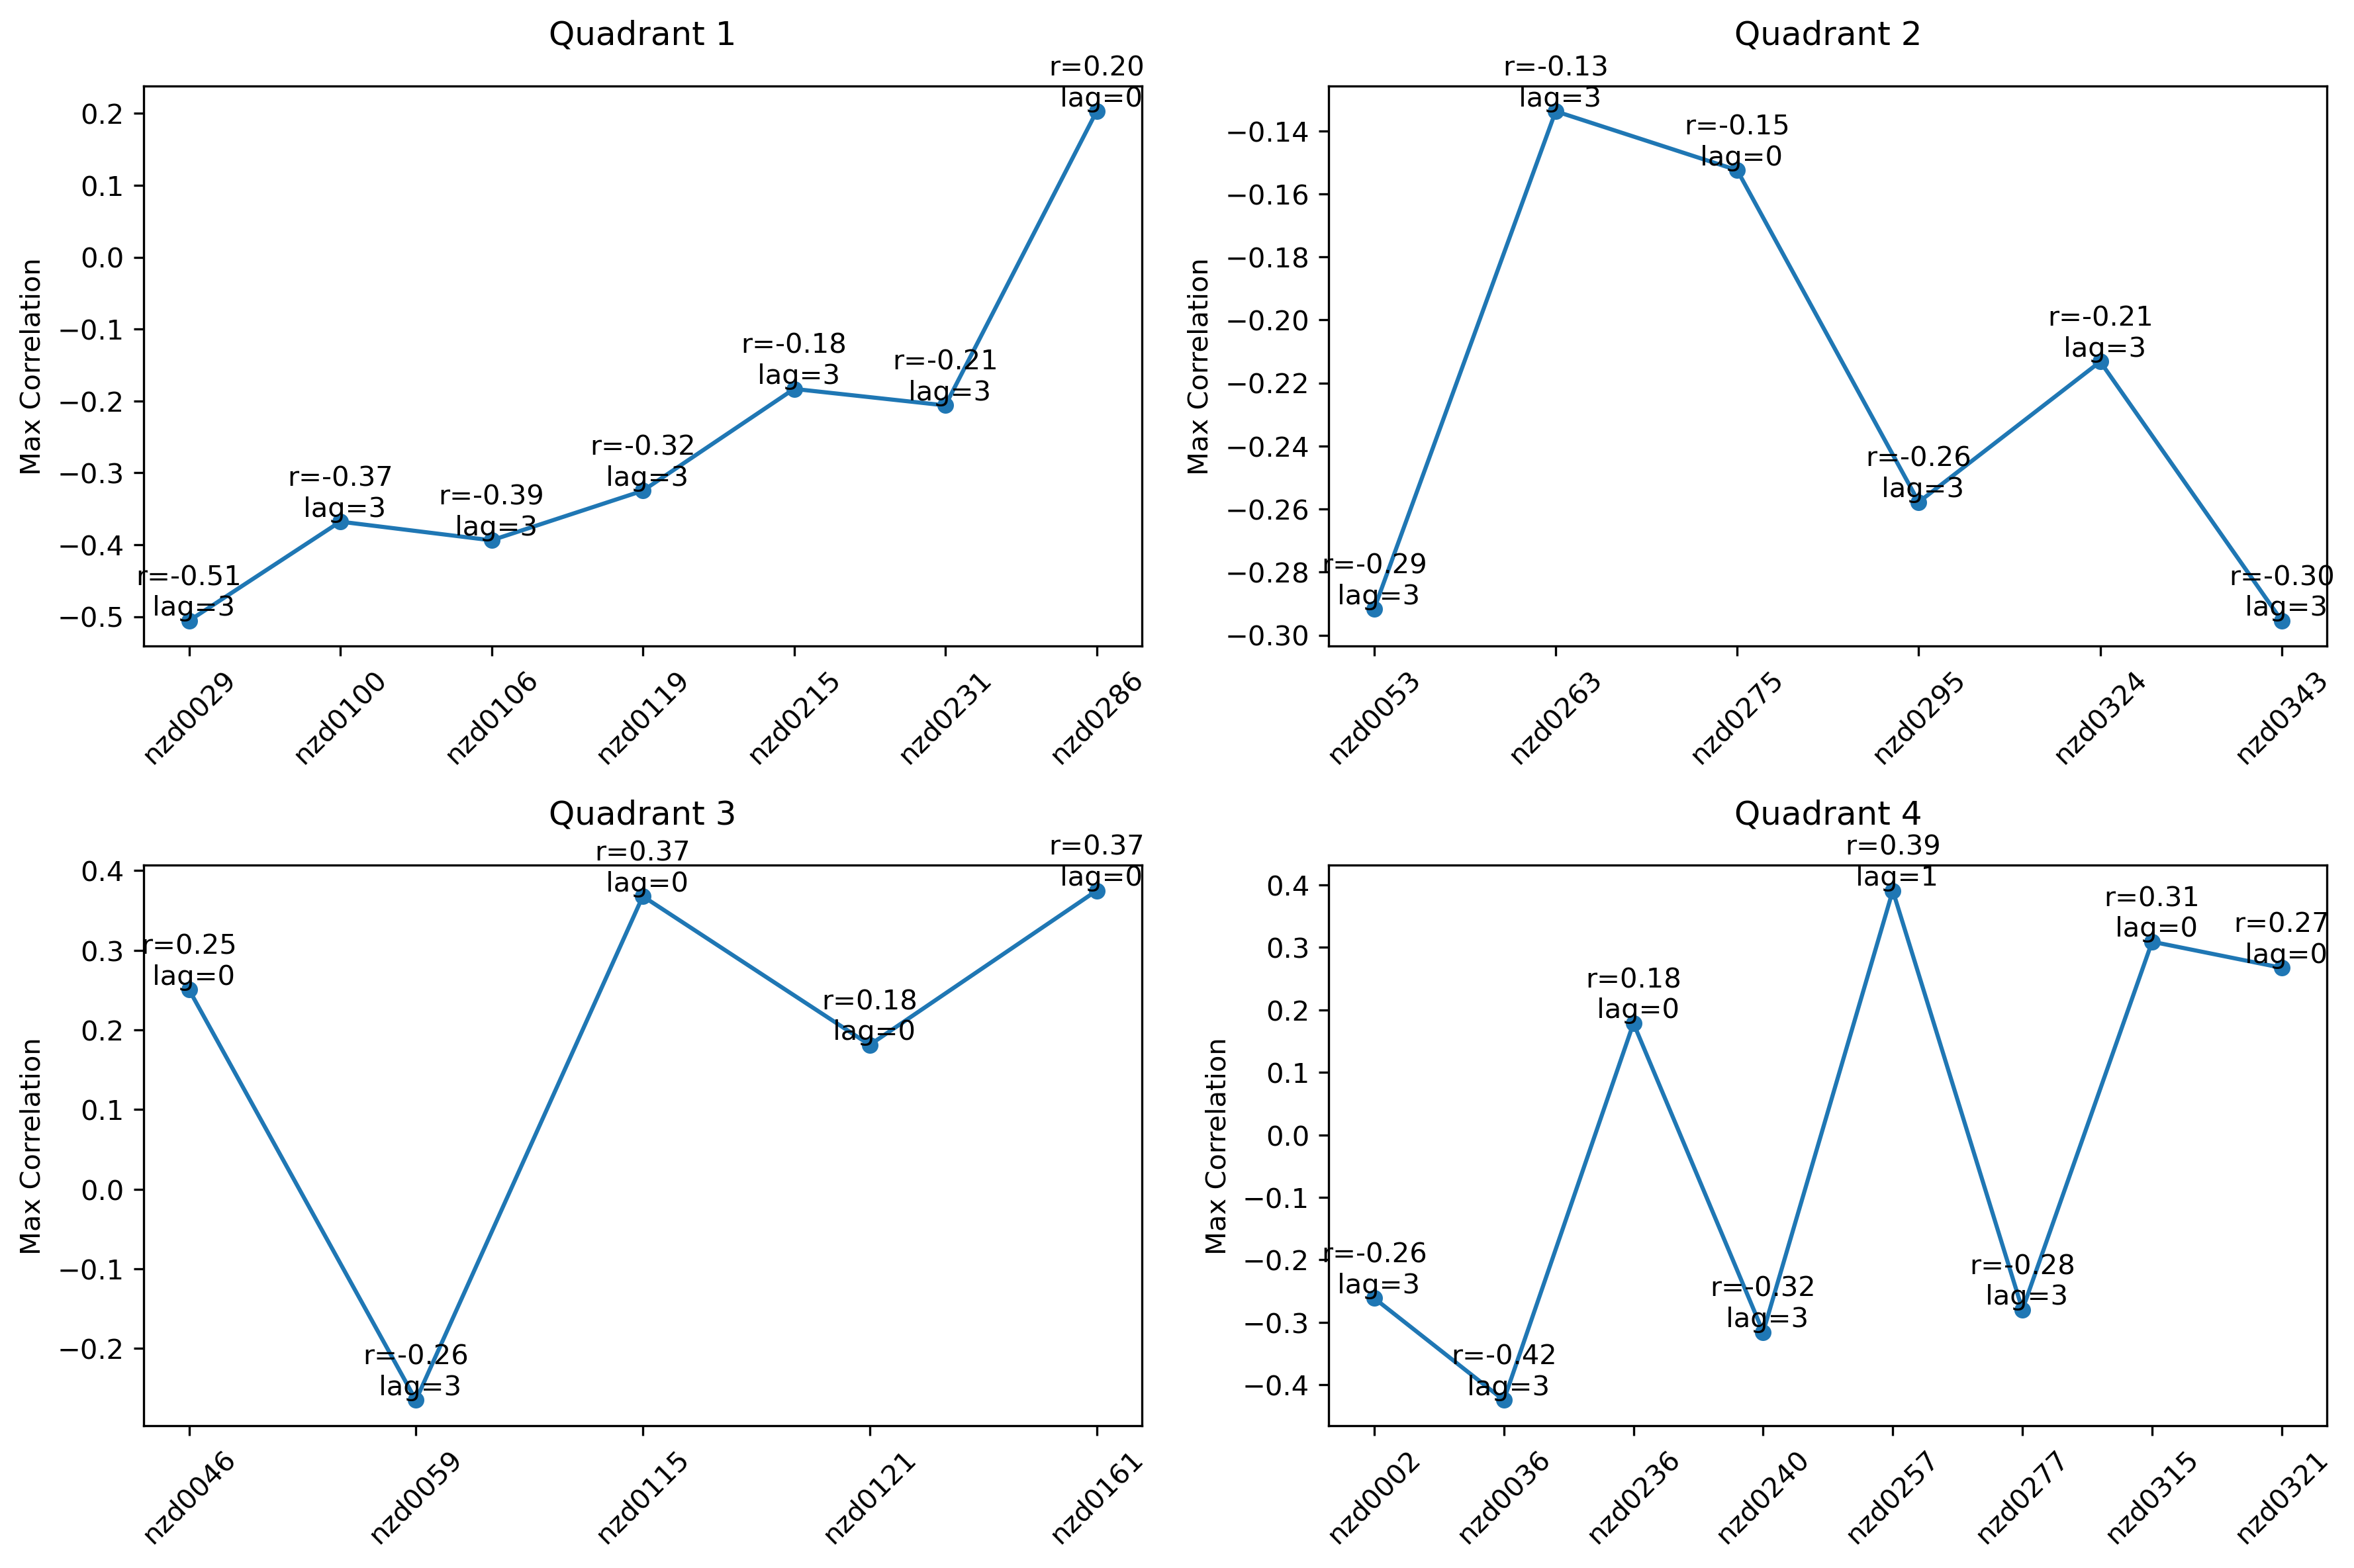 Quadrant 1
r=0.20
lag=0
0.2
0.1
0.0
−0.1
−0.2
−0.3
−0.4
−0.5
Max Correlation
r=-0.51
lag=3
r=-0.37
lag=3
r=-0.39
lag=3
r=-0.32
lag=3
r=-0.18
lag=3
r=-0.21
lag=3
nzd0029
nzd0100
nzd0106
nzd0119
nzd0215
nzd0231
nzd0286
Quadrant 2
r=-0.13
lag=3
r=-0.15
lag=0
−0.14
−0.16
−0.18
−0.20
−0.22
−0.24
−0.26
−0.28
−0.30
Max Correlation
r=-0.29
lag=3
r=-0.26
lag=3
r=-0.21
lag=3
r=-0.30
lag=3
nzd0053
nzd0263
nzd0275
nzd0295
nzd0324
nzd0343
Quadrant 3
r=0.37
lag=0
r=0.37
lag=0
0.4
0.3
0.2
0.1
0.0
−0.1
−0.2
Max Correlation
r=0.25
lag=0
r=-0.26
lag=3
r=0.18
lag=0
nzd0046
nzd0059
nzd0115
nzd0121
nzd0161
Quadrant 4
r=0.39
lag=1
0.4
0.3
0.2
0.1
0.0
−0.1
−0.2
−0.3
−0.4
Max Correlation
r=-0.26
lag=3
r=-0.42
lag=3
r=0.18
lag=0
r=-0.32
lag=3
r=-0.28
lag=3
r=0.31
lag=0
r=0.27
lag=0
nzd0002
nzd0036
nzd0236
nzd0240
nzd0257
nzd0277
nzd0315
nzd0321